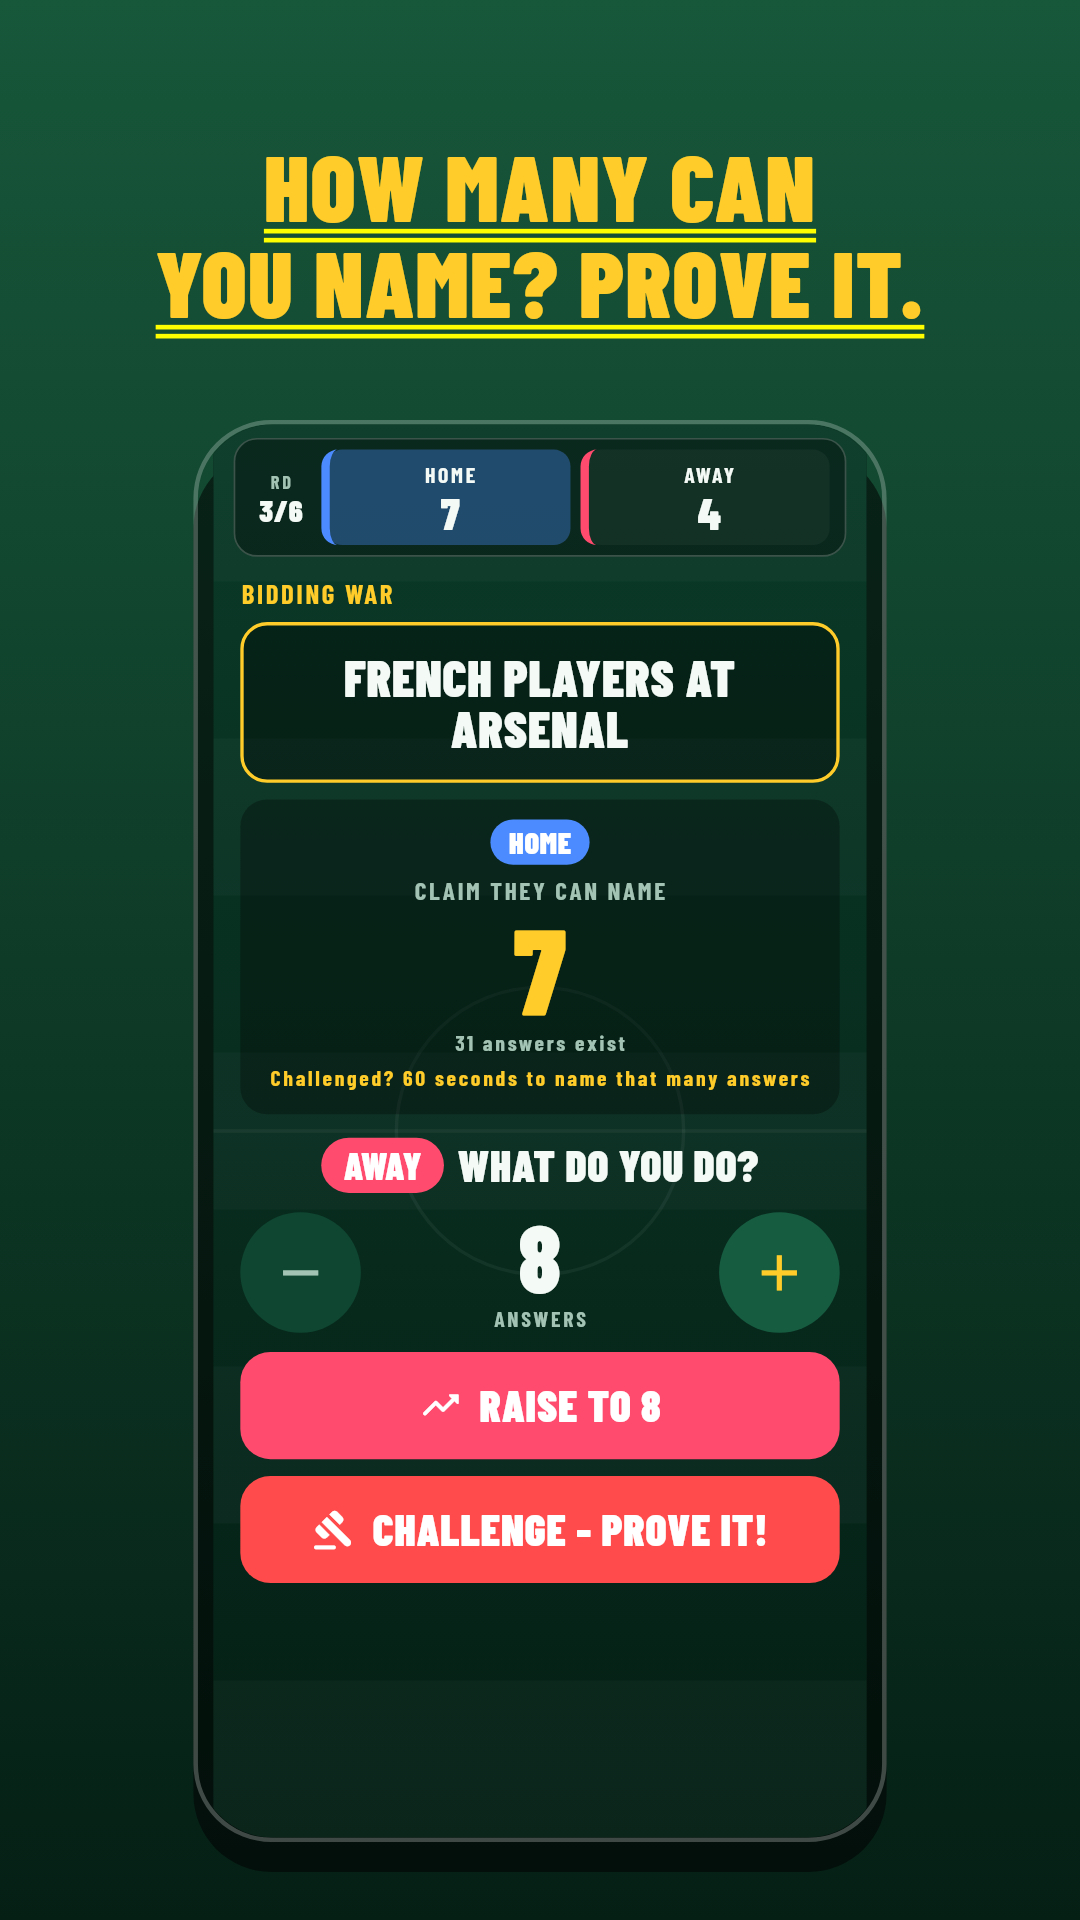 HOW MANY CAN
YOU NAME? PROVE IT.
RD
3/6
HOME
7
AWAY
4
BIDDING WAR
FRENCH PLAYERS AT
ARSENAL
HOME
CLAIM THEY CAN NAME
7
31 answers exist
Challenged? 60 seconds to name that many answers
AWAY WHAT DO YOU DO?
8
ANSWERS
RAISE TO 8
CHALLENGE - PROVE IT!